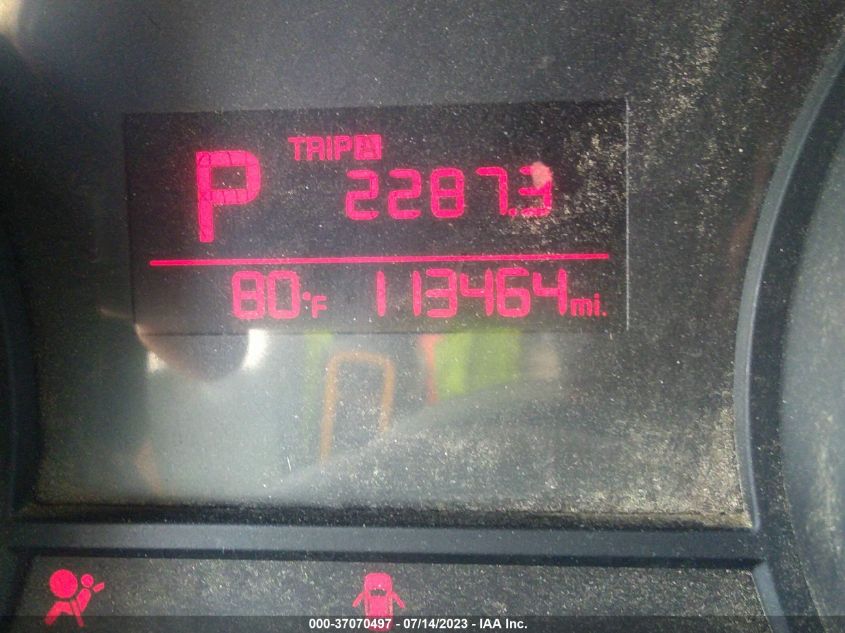 P
TRIP A
2287.3
80°F 113464 mi.
000-37070497 - 07/14/2023 - IAA Inc.